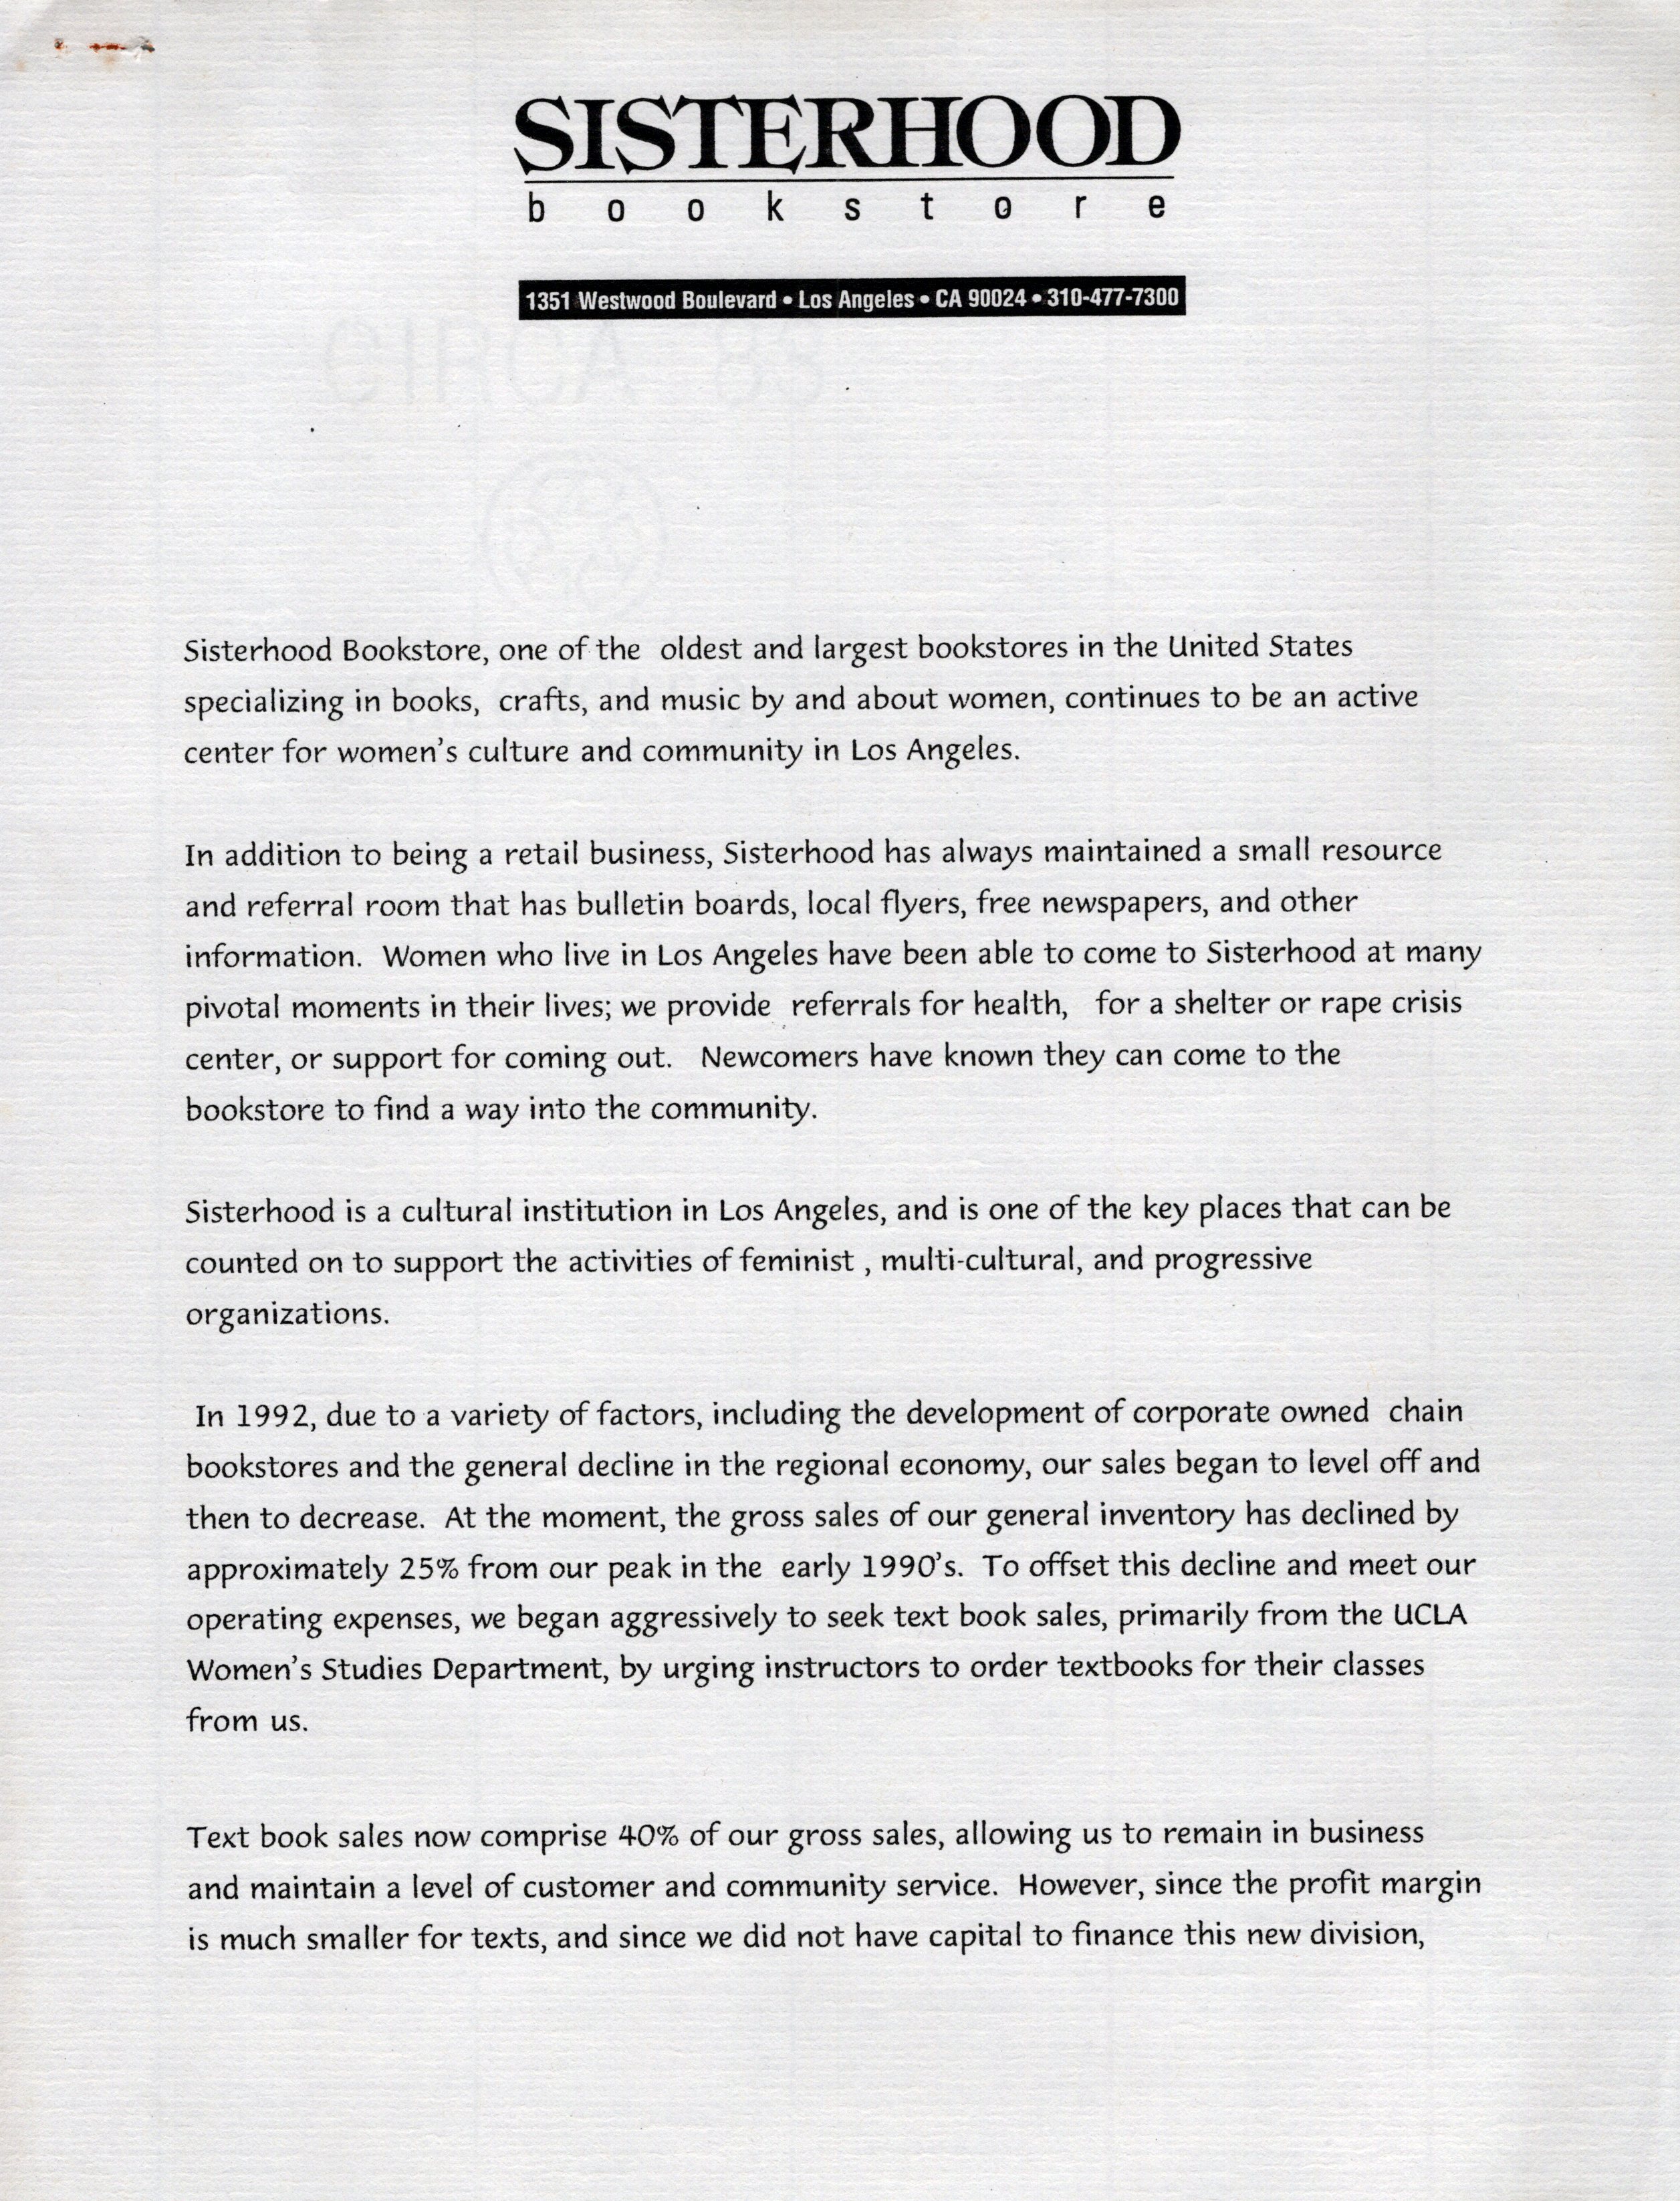 SISTERHOOD
bookstore
1351 Westwood Boulevard • Los Angeles • CA 90024 • 310-477-7300
CIRCA 83
Sisterhood Bookstore, one of the  oldest and largest bookstores in the United States
specializing in books,  crafts, and music by and about women, continues to be an active
center for women's culture and community in Los Angeles.
In addition to being a retail business, Sisterhood has always maintained a small resource
and referral room that has bulletin boards, local flyers, free newspapers, and other
information.  Women who live in Los Angeles have been able to come to Sisterhood at many
pivotal moments in their lives; we provide  referrals for health,   for a shelter or rape crisis
center, or support for coming out.   Newcomers have known they can come to the
bookstore to find a way into the community.
Sisterhood is a cultural institution in Los Angeles, and is one of the key places that can be
counted on to support the activities of feminist , multi-cultural, and progressive
organizations.
In 1992, due to a variety of factors, including the development of corporate owned  chain
bookstores and the general decline in the regional economy, our sales began to level off and
then to decrease.  At the moment, the gross sales of our general inventory has declined by
approximately 25% from our peak in the  early 1990's.  To offset this decline and meet our
operating expenses, we began aggressively to seek text book sales, primarily from the UCLA
Women's Studies Department, by urging instructors to order textbooks for their classes
from us.
Text book sales now comprise 40% of our gross sales, allowing us to remain in business
and maintain a level of customer and community service.  However, since the profit margin
is much smaller for texts, and since we did not have capital to finance this new division,